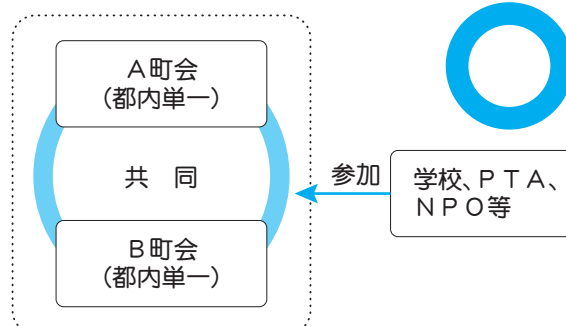 A町会
(都内単一)
共 同
B町会
(都内単一)
参加
学校、PTA、
NPO等